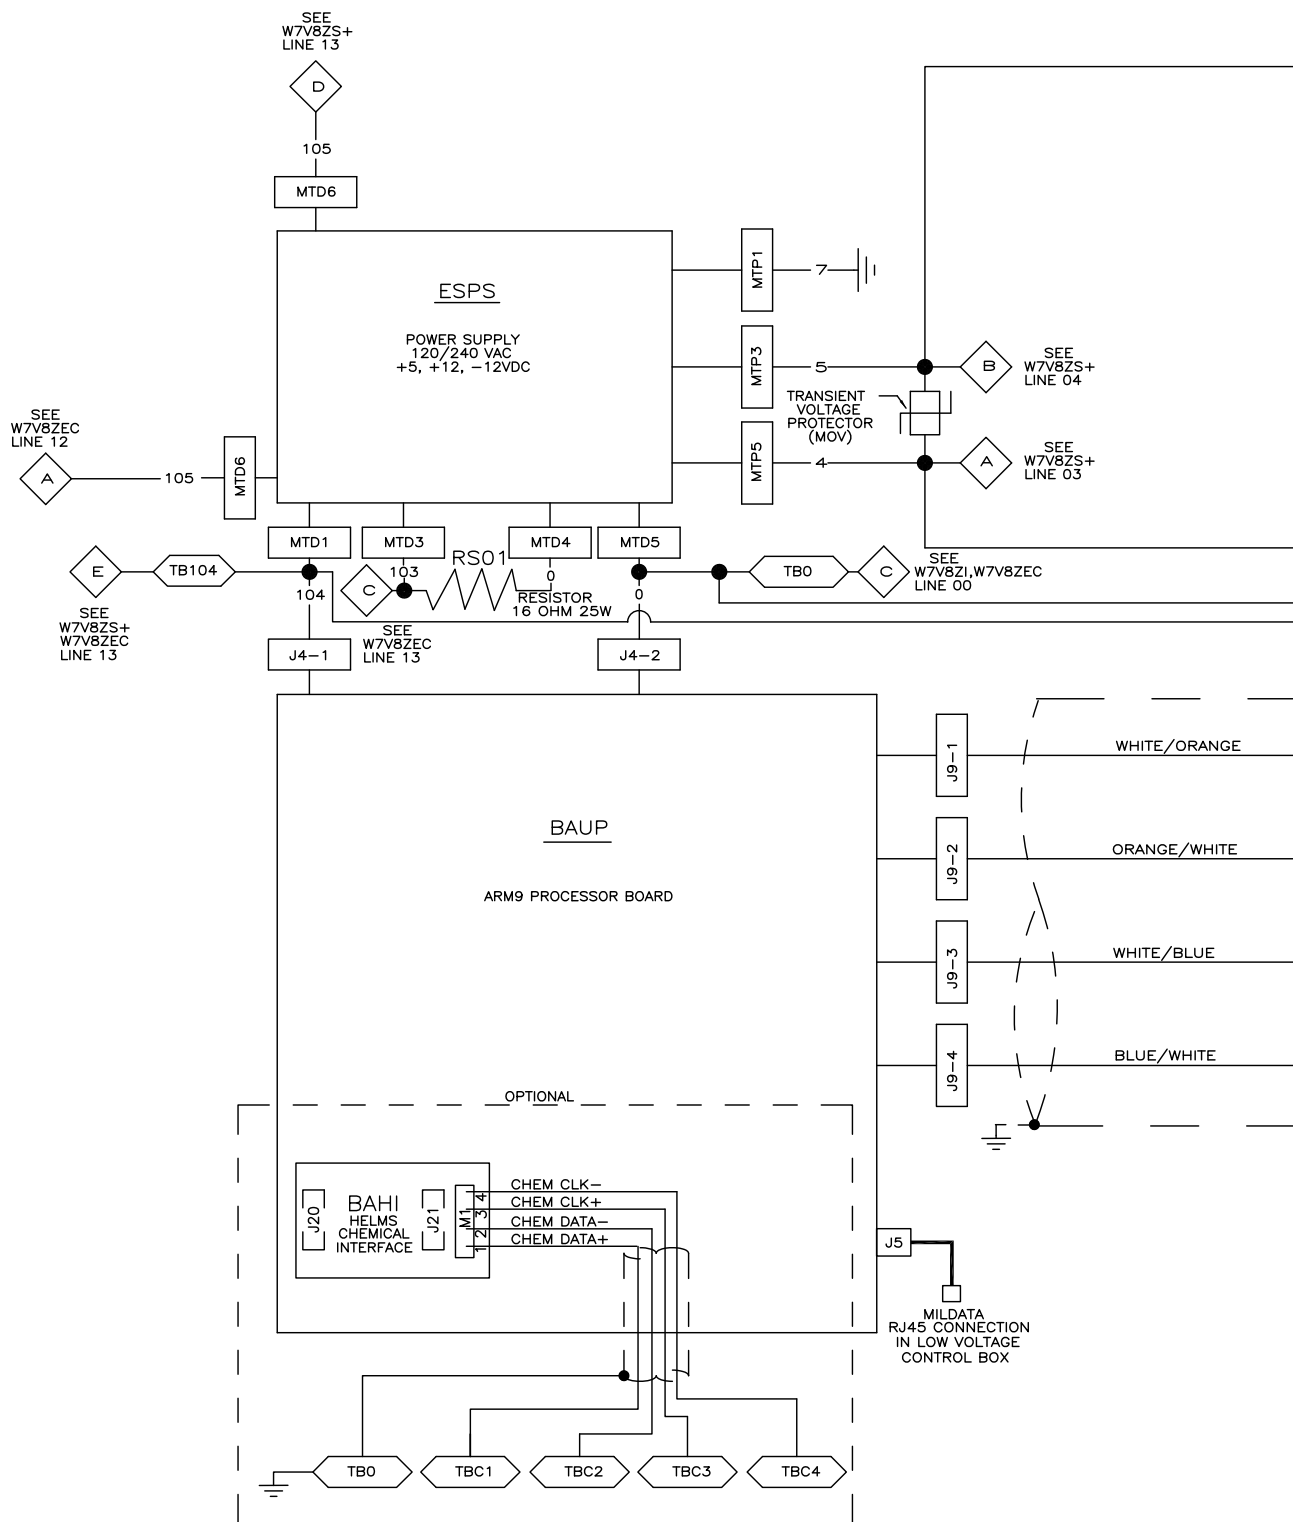 SEE
W7V8ZS+
LINE 13
D
105
MTD6
ESPS
POWER SUPPLY
120/240 VAC
+5, +12, -12VDC
MTP1
7
MTP3
5
B
SEE
W7V8ZS+
LINE 04
TRANSIENT
VOLTAGE
PROTECTOR
(MOV)
MTP5
4
A
SEE
W7V8ZS+
LINE 03
SEE
W7V8ZEC
LINE 12
A
105
MTD6
MTD1
MTD3
MTD4
MTD5
E
TB104
SEE
W7V8ZS+
W7V8ZEC
LINE 13
104
103
C
RS01
0
RESISTOR
16 OHM 25W
SEE
W7V8ZEC
LINE 13
0
TB0
C
SEE
W7V8ZI,W7V8ZEC
LINE 00
J4-1
J4-2
BAUP
ARM9 PROCESSOR BOARD
J9-1
WHITE/ORANGE
J9-2
ORANGE/WHITE
J9-3
WHITE/BLUE
J9-4
BLUE/WHITE
OPTIONAL
J20
BAHI
HELMS
CHEMICAL
INTERFACE
J21
M1
4
3
2
1
CHEM CLK-
CHEM CLK+
CHEM DATA-
CHEM DATA+
J5
MILDATA
RJ45 CONNECTION
IN LOW VOLTAGE
CONTROL BOX
TB0
TBC1
TBC2
TBC3
TBC4